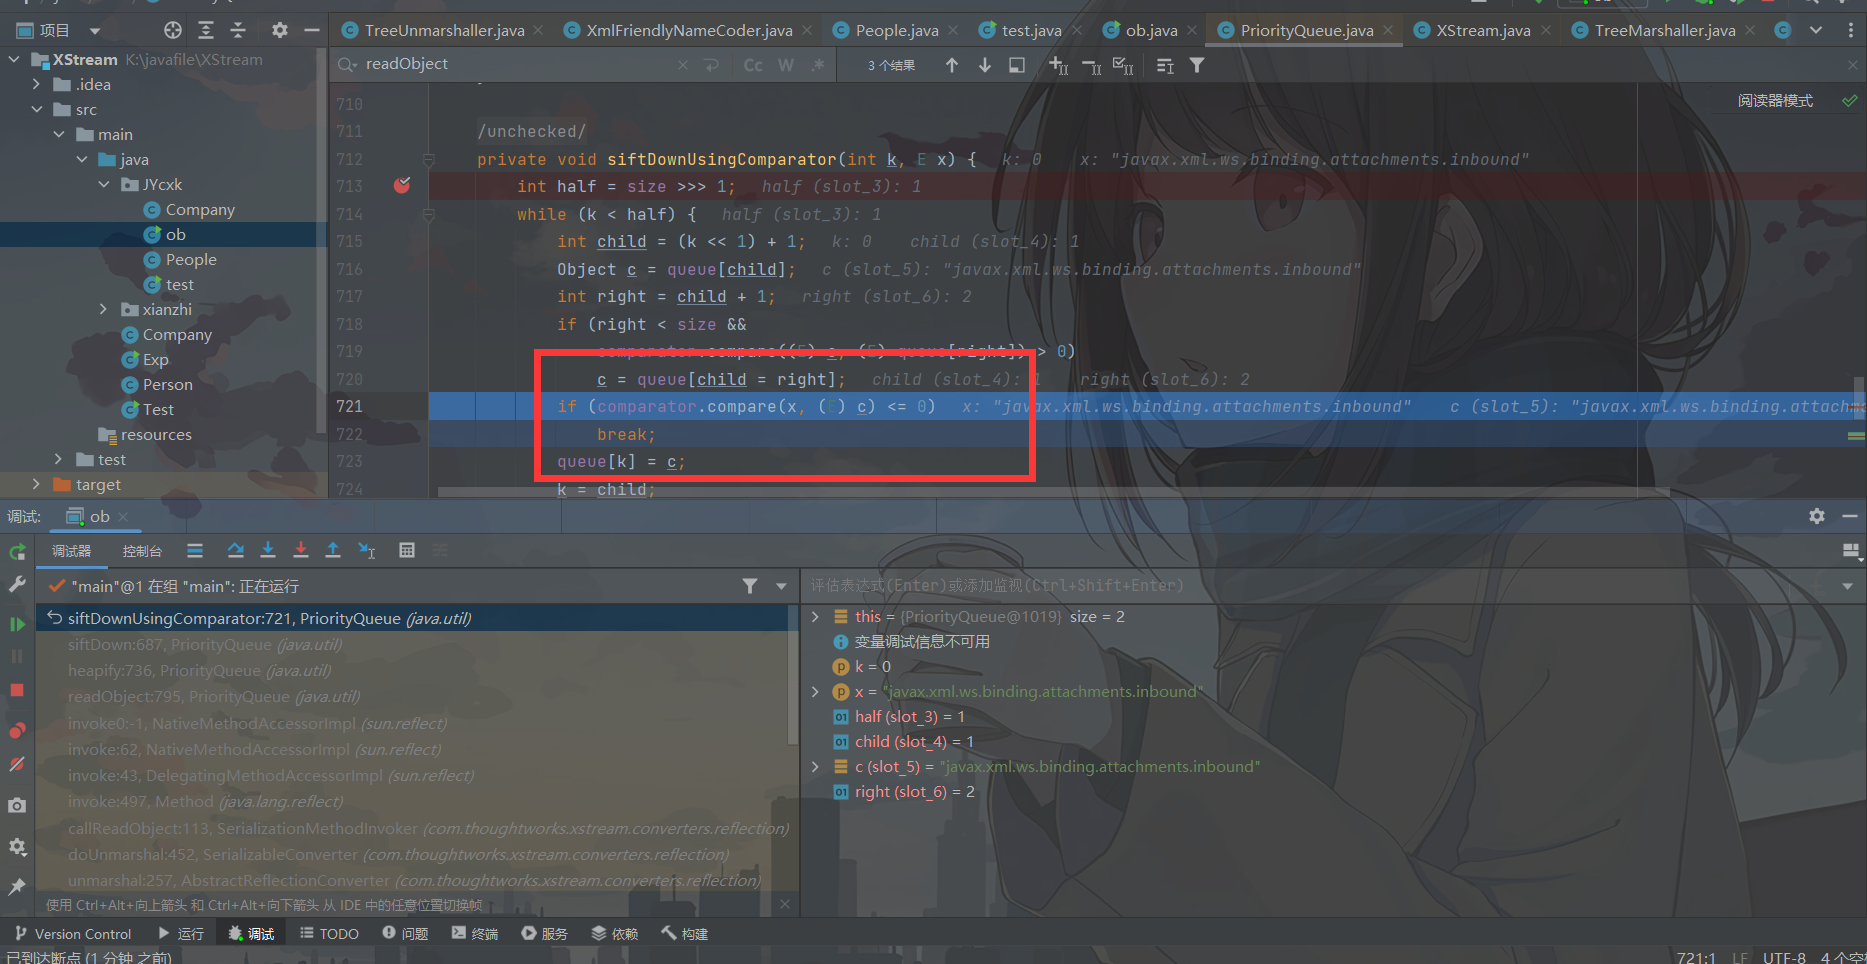 项目
TreeUnmarshaller.java
XmlFriendlyNameCoder.java
People.java
test.java
ob.java
PriorityQueue.java
XStream.java
TreeMarshaller.java
XStream K:\javafile\XStream
.idea
src
main
java
JYcxk
Company
ob
People
test
xianzhi
Company
Exp
Person
Test
resources
test
target
readObject
Cc W .*
3 个结果
阅读器模式
710
711 /unchecked/
712 private void siftDownUsingComparator(int k, E x) { k: 0 x: "javax.xml.ws.binding.attachments.inbound"
713 int half = size >>> 1; half (slot_3): 1
714 while (k < half) { half (slot_3): 1
715 int child = (k << 1) + 1; k: 0 child (slot_4): 1
716 Object c = queue[child]; c (slot_5): "javax.xml.ws.binding.attachments.inbound"
717 int right = child + 1; right (slot_6): 2
718 if (right < size &&
719 comparator.compare((E) c, (E) queue[right]) > 0)
720 c = queue[child = right]; child (slot_4): 1 right (slot_6): 2
721 if (comparator.compare(x, (E) c) <= 0) x: "javax.xml.ws.binding.attachments.inbound" c (slot_5): "javax.xml.ws.binding.attachme
722 break;
723 queue[k] = c;
724 k = child;
调试: ob
调试器 控制台
"main"@1 在组 "main": 正在运行
siftDownUsingComparator:721, PriorityQueue (java.util)
siftDown:687, PriorityQueue (java.util)
heapify:736, PriorityQueue (java.util)
readObject:795, PriorityQueue (java.util)
invoke0:-1, NativeMethodAccessorImpl (sun.reflect)
invoke:62, NativeMethodAccessorImpl (sun.reflect)
invoke:43, DelegatingMethodAccessorImpl (sun.reflect)
invoke:497, Method (java.lang.reflect)
callReadObject:113, SerializationMethodInvoker (com.thoughtworks.xstream.converters.reflection)
doUnmarshal:452, SerializableConverter (com.thoughtworks.xstream.converters.reflection)
unmarshal:257, AbstractReflectionConverter (com.thoughtworks.xstream.converters.reflection)
使用 Ctrl+Alt+向上箭头 和 Ctrl+Alt+向下箭头 从 IDE 中的任意位置切换帧
评估表达式(Enter)或添加监视(Ctrl+Shift+Enter)
this = {PriorityQueue@1019} size = 2
变量调试信息不可用
k = 0
x = "javax.xml.ws.binding.attachments.inbound"
half (slot_3) = 1
child (slot_4) = 1
c (slot_5) = "javax.xml.ws.binding.attachments.inbound"
right (slot_6) = 2
Version Control 运行 调试 TODO 问题 终端 服务 依赖 构建
已到达断点 (1 分钟 之前)
721:1 LF UTF-8 4 个空